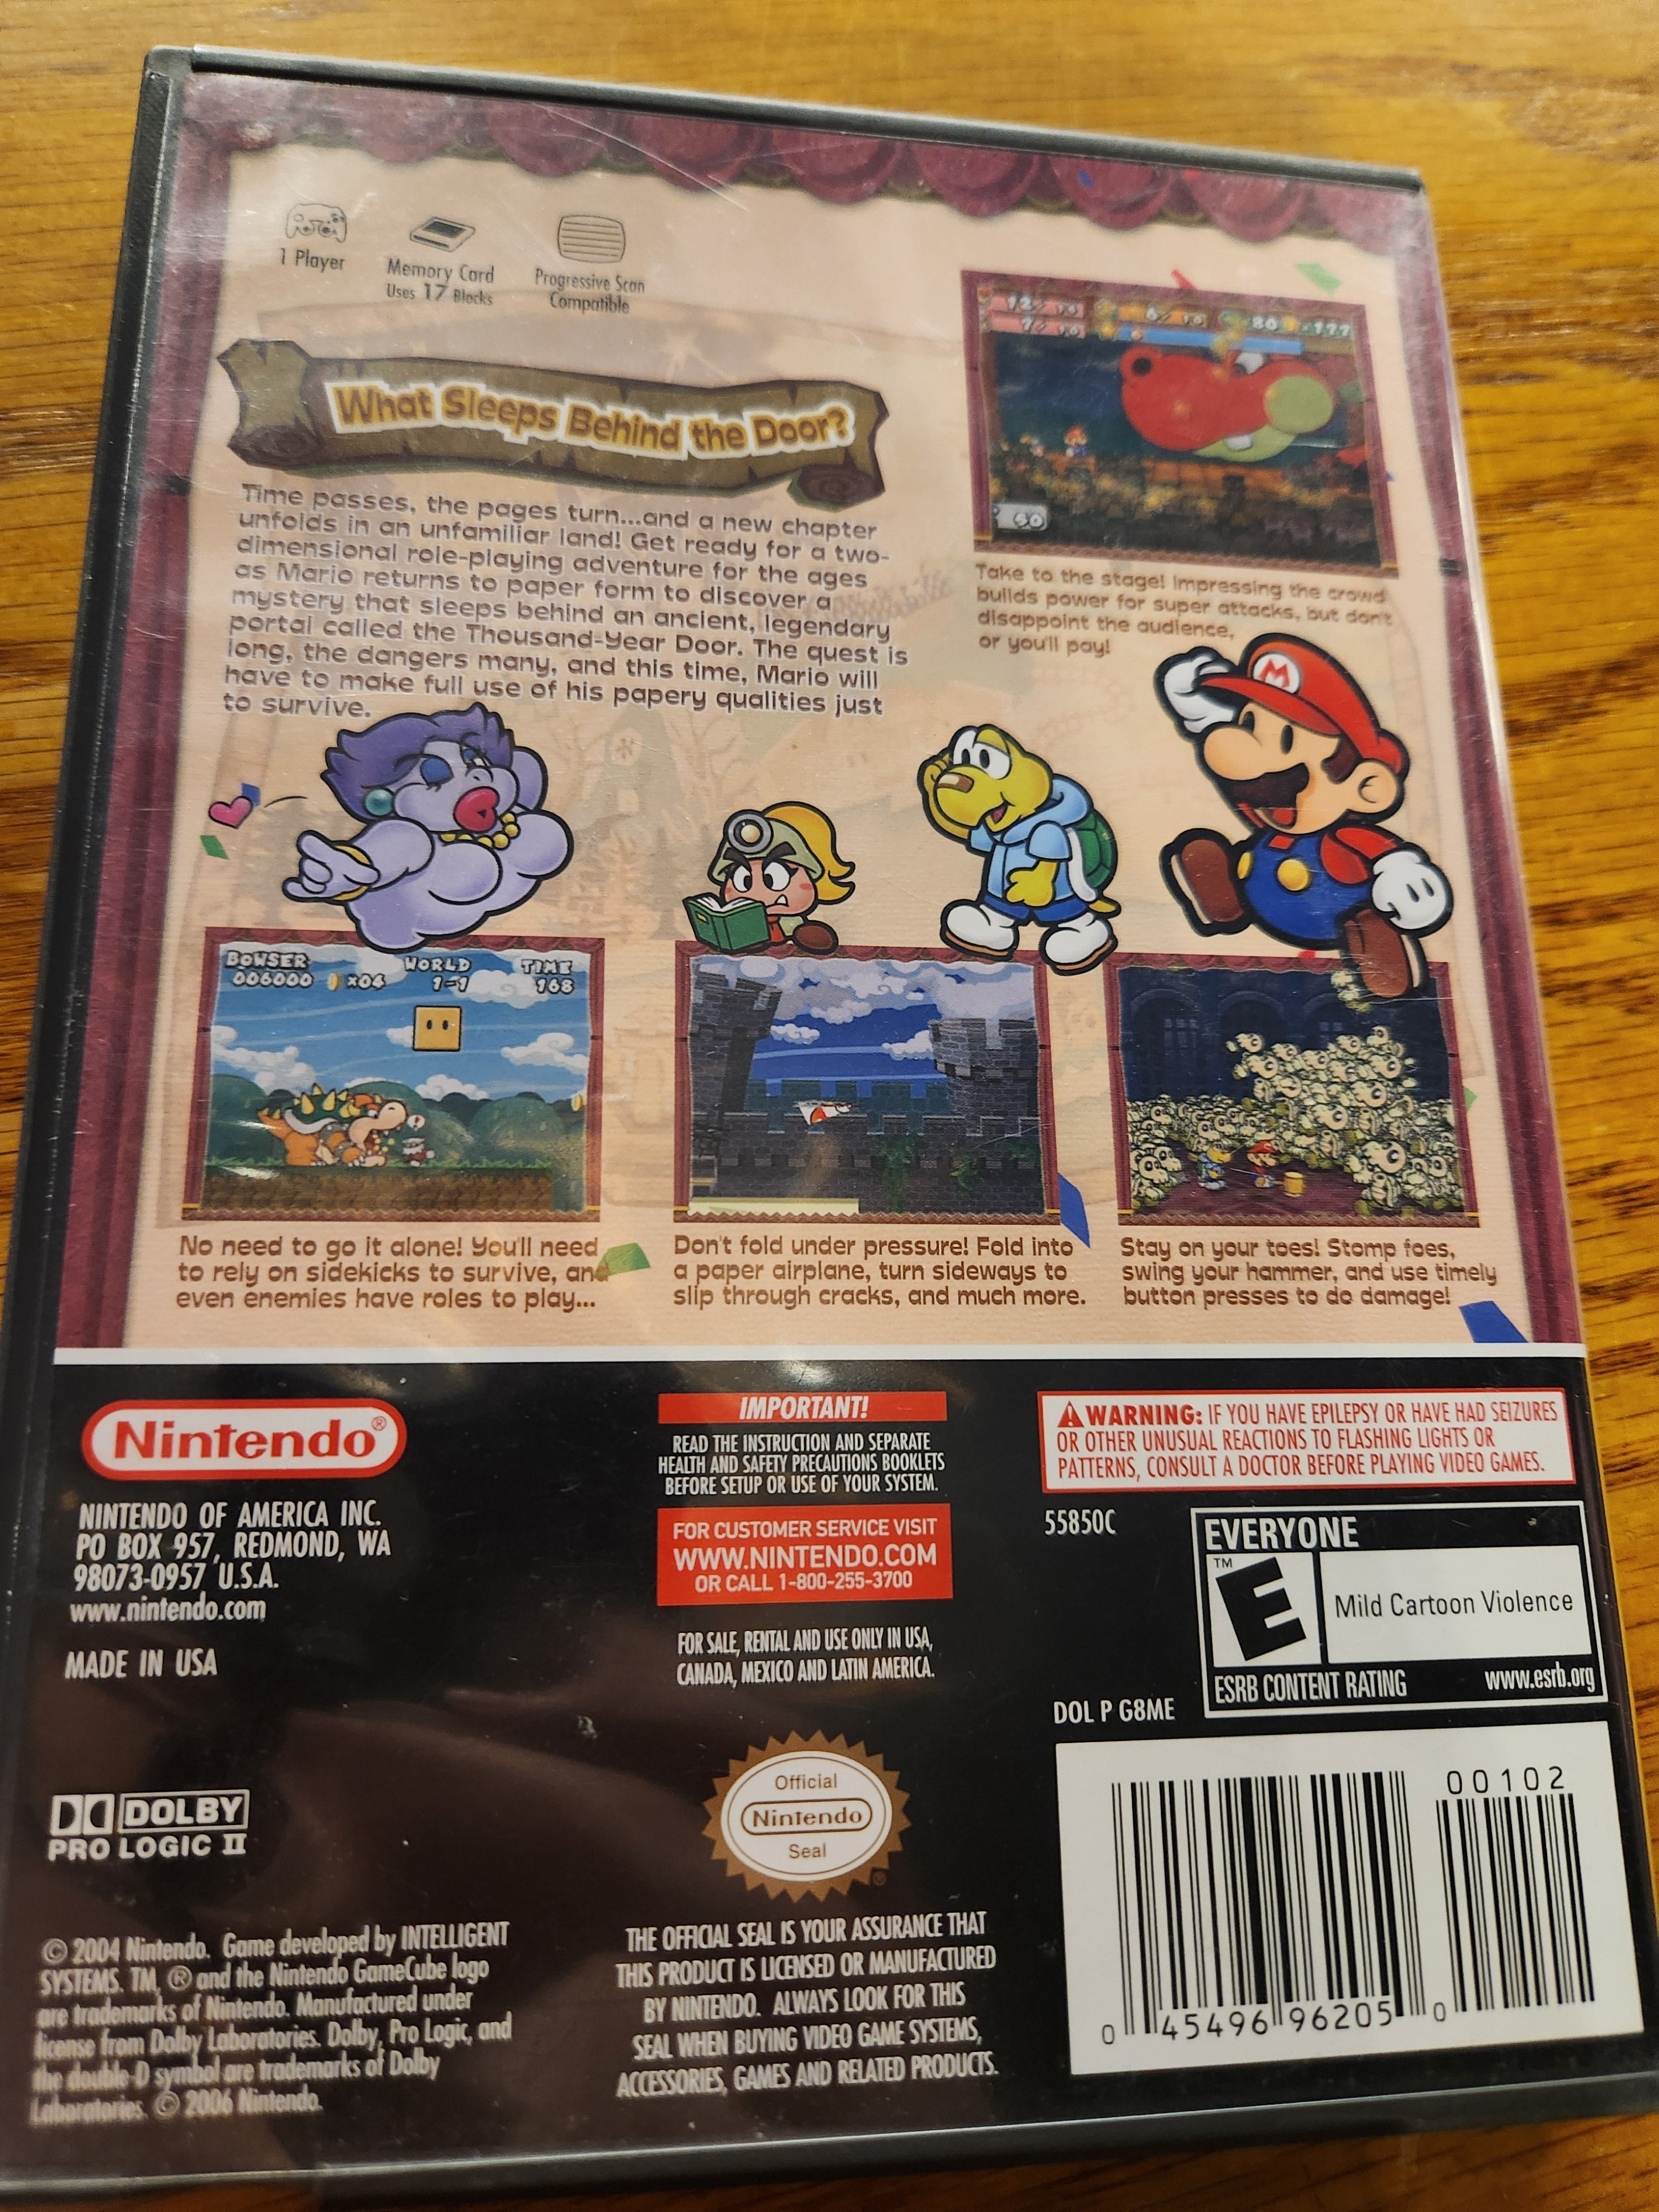 1 Player
Memory Card
Uses 17 Blocks
Progressive Scan
Compatible
What Sleeps Behind the Door?
Time passes, the pages turn...and a new chapter
unfolds in an unfamiliar land! Get ready for a two-
dimensional role-playing adventure for the ages
as Mario returns to paper form to discover a
mystery that sleeps behind an ancient, legendary
portal called the Thousand-Year Door. The quest is
long, the dangers many, and this time, Mario will
have to make full use of his papery qualities just
to survive.
Take to the stage! Impressing the crowd
builds power for super attacks, but don't
disappoint the audience,
or you'll pay!
M
BOWSER WORLD TIME
006000 x04 1-1 168
No need to go it alone! You'll need
to rely on sidekicks to survive, and
even enemies have roles to play...
Don't fold under pressure! Fold into
a paper airplane, turn sideways to
slip through cracks, and much more.
Stay on your toes! Stomp foes,
swing your hammer, and use timely
button presses to do damage!
Nintendo®
NINTENDO OF AMERICA INC.
PO BOX 957, REDMOND, WA
98073-0957 U.S.A.
www.nintendo.com
MADE IN USA
DOLBY
PRO LOGIC II
© 2004 Nintendo. Game developed by INTELLIGENT
SYSTEMS. TM, ® and the Nintendo GameCube logo
are trademarks of Nintendo. Manufactured under
license from Dolby Laboratories. Dolby, Pro Logic, and
the double-D symbol are trademarks of Dolby
Laboratories. © 2006 Nintendo.
IMPORTANT!
READ THE INSTRUCTION AND SEPARATE
HEALTH AND SAFETY PRECAUTIONS BOOKLETS
BEFORE SETUP OR USE OF YOUR SYSTEM.
FOR CUSTOMER SERVICE VISIT
WWW.NINTENDO.COM
OR CALL 1-800-255-3700
FOR SALE, RENTAL AND USE ONLY IN USA,
CANADA, MEXICO AND LATIN AMERICA.
Official
Nintendo
Seal
®
THE OFFICIAL SEAL IS YOUR ASSURANCE THAT
THIS PRODUCT IS LICENSED OR MANUFACTURED
BY NINTENDO. ALWAYS LOOK FOR THIS
SEAL WHEN BUYING VIDEO GAME SYSTEMS,
ACCESSORIES, GAMES AND RELATED PRODUCTS.
WARNING: IF YOU HAVE EPILEPSY OR HAVE HAD SEIZURES
OR OTHER UNUSUAL REACTIONS TO FLASHING LIGHTS OR
PATTERNS, CONSULT A DOCTOR BEFORE PLAYING VIDEO GAMES.
55850C
EVERYONE
TM
E
Mild Cartoon Violence
ESRB CONTENT RATING www.esrb.org
DOL P G8ME
00102
0 45496 96205 0